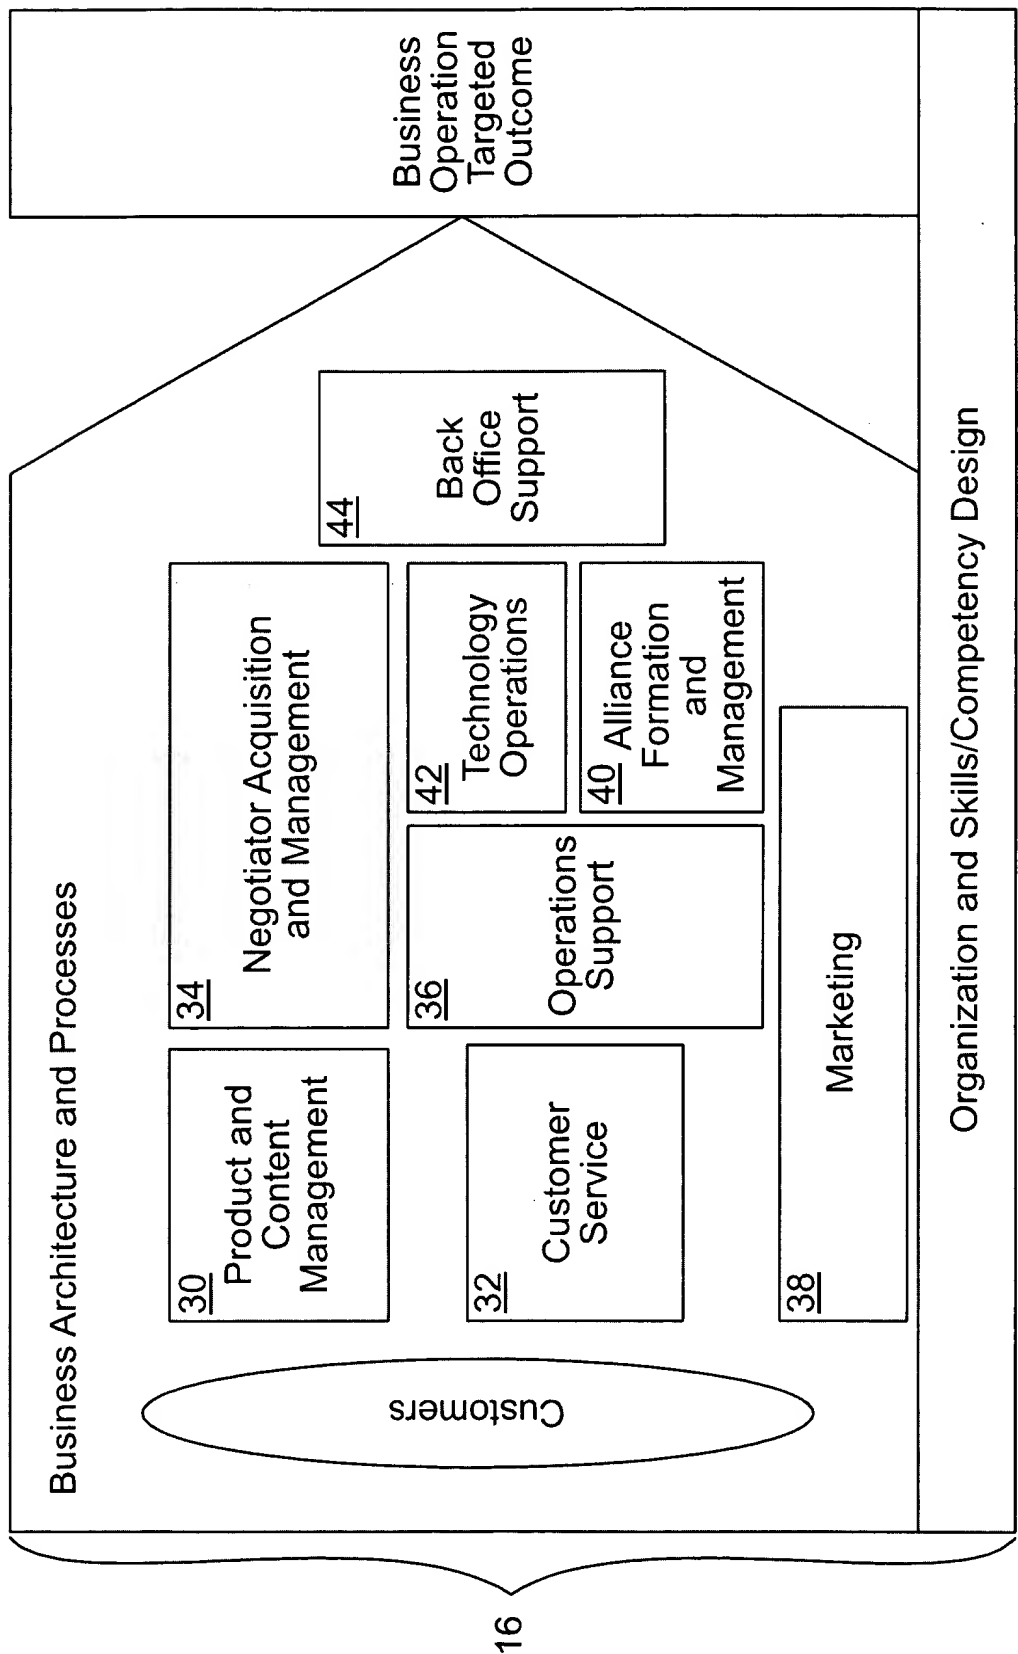 Business Architecture and Processes
Customers
30
Product and
Content
Management
34
Negotiator Acquisition
and Management
32
Customer
Service
36
Operations
Support
42
Technology
Operations
40 Alliance
Formation
and
Management
44
Back
Office
Support
38
Marketing
Business
Operation
Targeted
Outcome
Organization and Skills/Competency Design
16